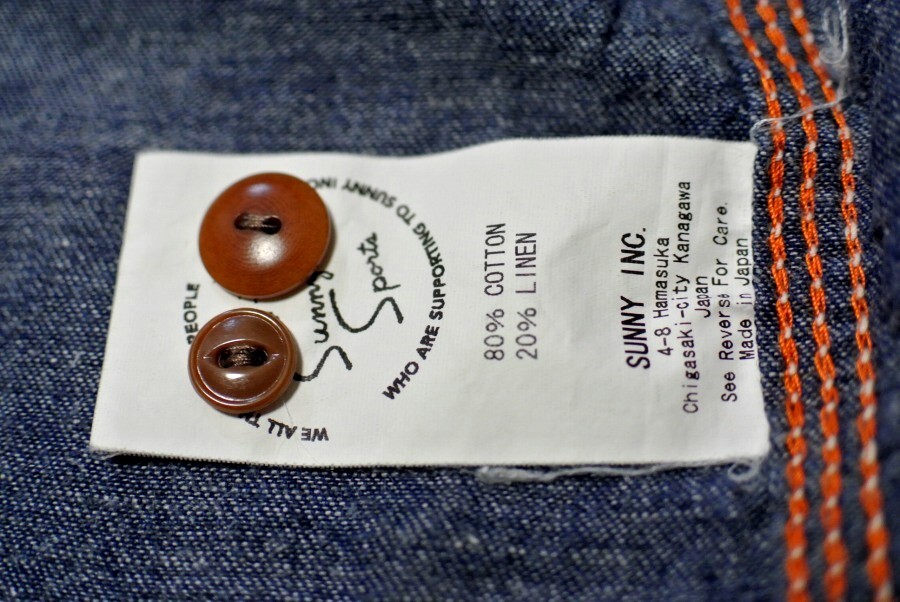 WE ALL
PEOPLE
WHO ARE SUPPORTING TO SUNNY INC
Sunny
Sports
80% COTTON
20% LINEN
SUNNY INC.
4-8 Hamasuka
Chigasaki-city Kanagawa
Japan
See Reverse For Care.
Made in Japan